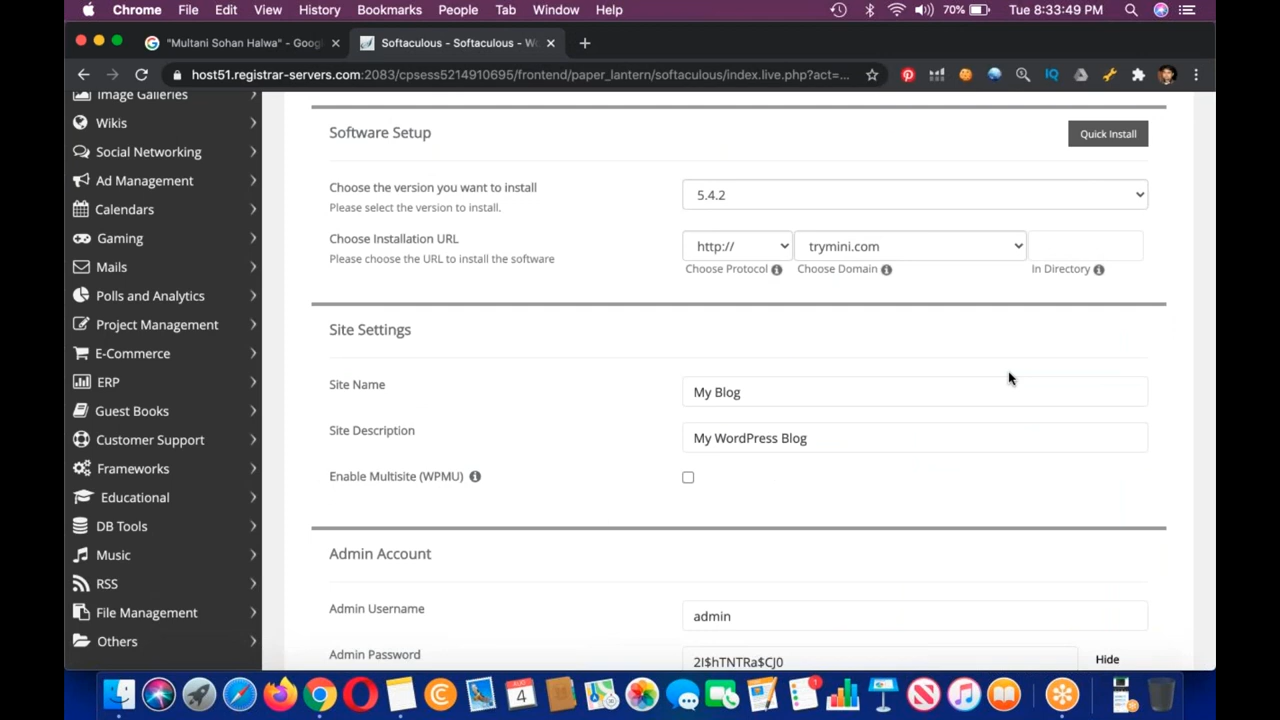 Chrome File Edit View History Bookmarks People Tab Window Help 70% Tue 8:33:49 PM
"Multani Sohan Halwa" - Goog
Softaculous - Softaculous - W
host51.registrar-servers.com:2083/cpsess5214910695/frontend/paper_lantern/softaculous/index.live.php?act=...
IQ
Image Galleries
Wikis
Social Networking
Ad Management
Calendars
Gaming
Mails
Polls and Analytics
Project Management
E-Commerce
ERP
Guest Books
Customer Support
Frameworks
Educational
DB Tools
Music
RSS
File Management
Others
Software Setup
Quick Install
Choose the version you want to install
Please select the version to install.
5.4.2
Choose Installation URL
Please choose the URL to install the software
http:// trymini.com
Choose Protocol Choose Domain In Directory
Site Settings
Site Name
My Blog
Site Description
My WordPress Blog
Enable Multisite (WPMU)
Admin Account
Admin Username
admin
Admin Password
2I$hTNTRa$CJ0
Hide
4
1